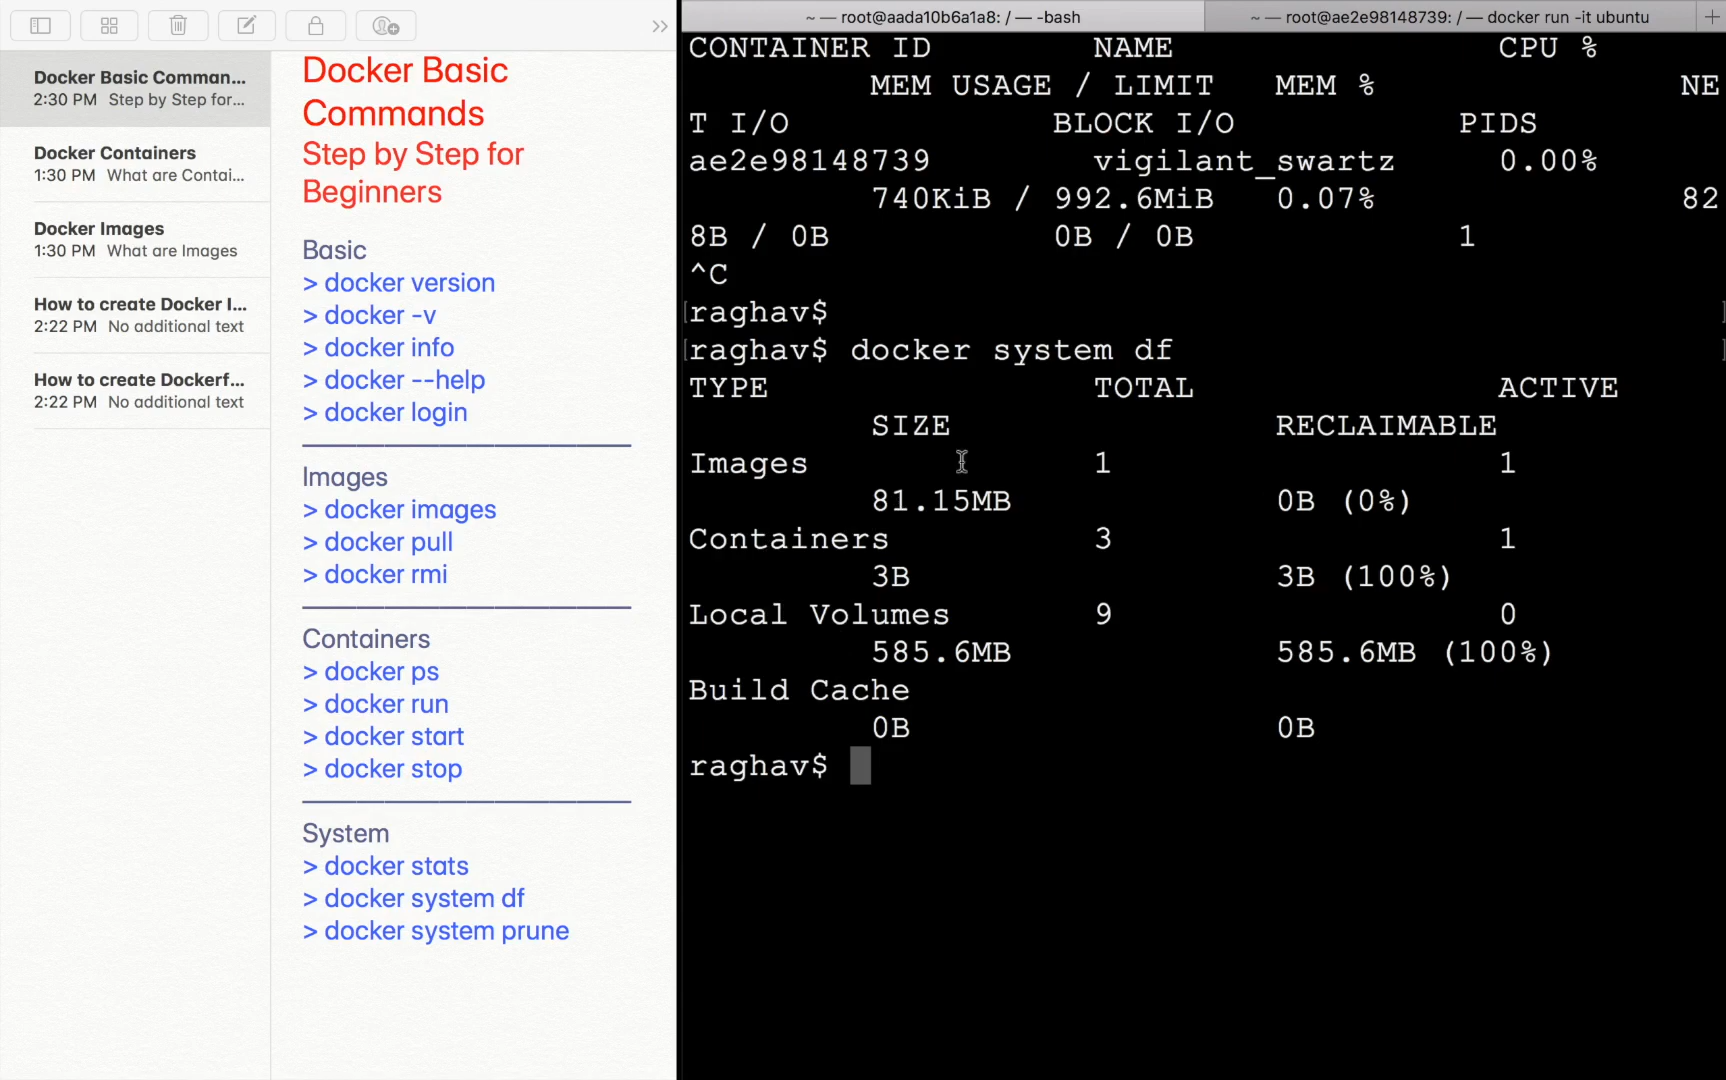 Docker Basic Comman...
2:30 PM Step by Step for...
Docker Containers
1:30 PM What are Contai...
Docker Images
1:30 PM What are Images
How to create Docker I...
2:22 PM No additional text
How to create Dockerf...
2:22 PM No additional text
Docker Basic
Commands
Step by Step for
Beginners
Basic
> docker version
> docker -v
> docker info
> docker --help
> docker login
Images
> docker images
> docker pull
> docker rmi
Containers
> docker ps
> docker run
> docker start
> docker stop
System
> docker stats
> docker system df
> docker system prune
~ — root@aada10b6a1a8: / — -bash
~ — root@ae2e98148739: / — docker run -it ubuntu
CONTAINER ID NAME CPU %
MEM USAGE / LIMIT MEM % NE
T I/O BLOCK I/O PIDS
ae2e98148739 vigilant_swartz 0.00%
740KiB / 992.6MiB 0.07% 82
8B / 0B 0B / 0B 1
^C
[raghav$ ]
[raghav$ docker system df ]
TYPE TOTAL ACTIVE
SIZE RECLAIMABLE
Images 1 1
81.15MB 0B (0%)
Containers 3 1
3B 3B (100%)
Local Volumes 9 0
585.6MB 585.6MB (100%)
Build Cache
0B 0B
raghav$